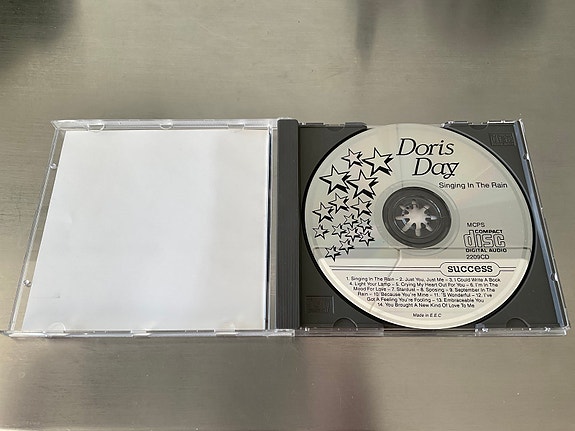 Doris
Day
Singing In The Rain
MCPS
COMPACT
disc
DIGITAL AUDIO
2209CD
success
1. Singing In The Rain – 2. Just You, Just Me – 3. I Could Write A Book
4. Light Your Lamp – 5. Crying My Heart Out For You – 6. I'm In The
Mood For Love – 7. Stardust – 8. Sposing – 9. September In The
Rain – 10. Because You're Mine – 11. 'S Wonderful – 12. I've
Got A Feeling You're Fooling – 13. Embraceable You
14. You Brought A New Kind Of Love To Me
Made in E.E.C